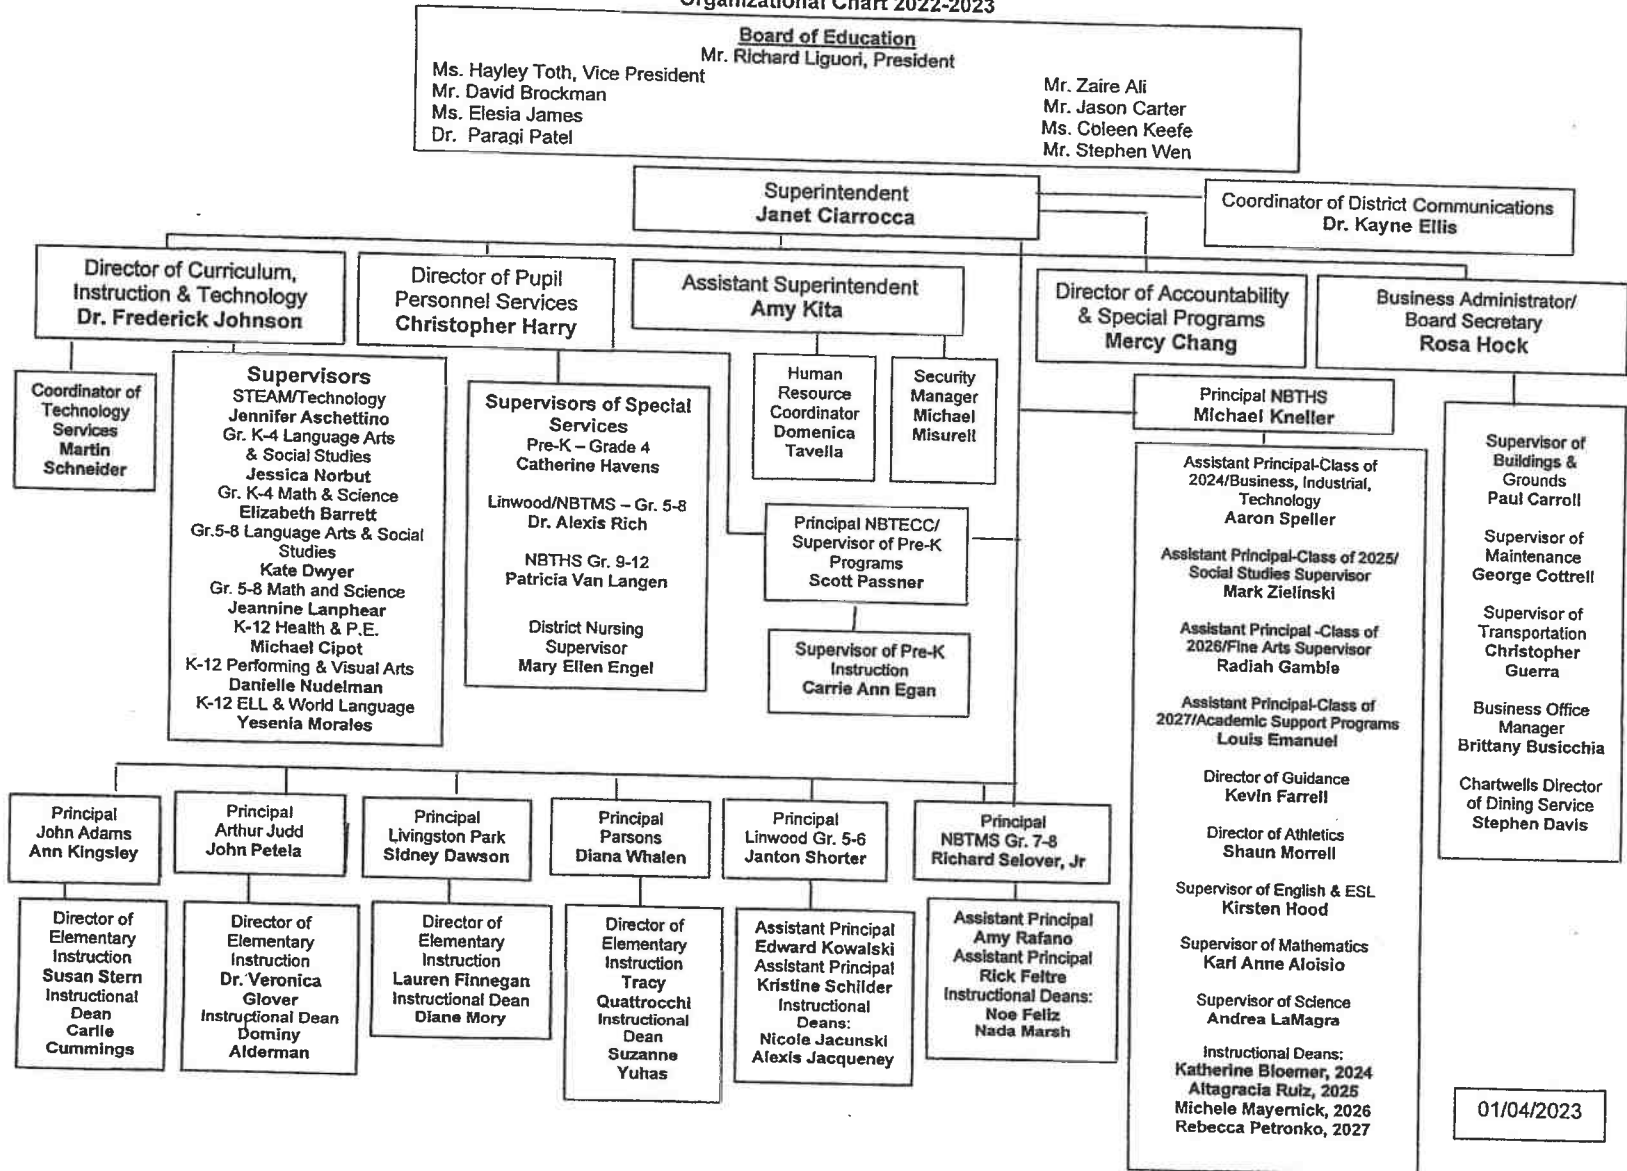 Organizational Chart 2022-2023
Board of Education
Mr. Richard Liguori, President
Ms. Hayley Toth, Vice President
Mr. David Brockman
Ms. Elesia James
Dr. Paragi Patel
Mr. Zaire Ali
Mr. Jason Carter
Ms. Coleen Keefe
Mr. Stephen Wen
Superintendent
Janet Ciarrocca
Coordinator of District Communications
Dr. Kayne Ellis
Director of Curriculum,
Instruction & Technology
Dr. Frederick Johnson
Director of Pupil
Personnel Services
Christopher Harry
Assistant Superintendent
Amy Kita
Director of Accountability
& Special Programs
Mercy Chang
Business Administrator/
Board Secretary
Rosa Hock
Coordinator of
Technology
Services
Martin
Schneider
Supervisors
STEAM/Technology
Jennifer Aschettino
Gr. K-4 Language Arts
& Social Studies
Jessica Norbut
Gr. K-4 Math & Science
Elizabeth Barrett
Gr.5-8 Language Arts & Social
Studies
Kate Dwyer
Gr. 5-8 Math and Science
Jeannine Lanphear
K-12 Health & P.E.
Michael Cipot
K-12 Performing & Visual Arts
Danielle Nudelman
K-12 ELL & World Language
Yesenia Morales
Supervisors of Special
Services
Pre-K – Grade 4
Catherine Havens
Linwood/NBTMS – Gr. 5-8
Dr. Alexis Rich
NBTHS Gr. 9-12
Patricia Van Langen
District Nursing
Supervisor
Mary Ellen Engel
Human
Resource
Coordinator
Domenica
Tavella
Security
Manager
Michael
Misurell
Principal NBTECC/
Supervisor of Pre-K
Programs
Scott Passner
Supervisor of Pre-K
Instruction
Carrie Ann Egan
Principal NBTHS
Michael Kneller
Assistant Principal-Class of
2024/Business, Industrial,
Technology
Aaron Speller
Assistant Principal-Class of 2025/
Social Studies Supervisor
Mark Zielinski
Assistant Principal -Class of
2026/Fine Arts Supervisor
Radiah Gamble
Assistant Principal-Class of
2027/Academic Support Programs
Louis Emanuel
Director of Guidance
Kevin Farrell
Director of Athletics
Shaun Morrell
Supervisor of English & ESL
Kirsten Hood
Supervisor of Mathematics
Karl Anne Aloisio
Supervisor of Science
Andrea LaMagra
Instructional Deans:
Katherine Bloemer, 2024
Altagracia Ruiz, 2025
Michele Mayernick, 2026
Rebecca Petronko, 2027
Supervisor of
Buildings &
Grounds
Paul Carroll
Supervisor of
Maintenance
George Cottrell
Supervisor of
Transportation
Christopher
Guerra
Business Office
Manager
Brittany Busicchia
Chartwells Director
of Dining Service
Stephen Davis
Principal
John Adams
Ann Kingsley
Principal
Arthur Judd
John Petela
Principal
Livingston Park
Sidney Dawson
Principal
Parsons
Diana Whalen
Principal
Linwood Gr. 5-6
Janton Shorter
Principal
NBTMS Gr. 7-8
Richard Selover, Jr
Director of
Elementary
Instruction
Susan Stern
Instructional
Dean
Carlie
Cummings
Director of
Elementary
Instruction
Dr. Veronica
Glover
Instructional Dean
Dominy
Alderman
Director of
Elementary
Instruction
Lauren Finnegan
Instructional Dean
Diane Mory
Director of
Elementary
Instruction
Tracy
Quattrocchi
Instructional
Dean
Suzanne
Yuhas
Assistant Principal
Edward Kowalski
Assistant Principal
Kristine Schilder
Instructional
Deans:
Nicole Jacunski
Alexis Jacqueney
Assistant Principal
Amy Rafano
Assistant Principal
Rick Feltre
Instructional Deans:
Noe Feliz
Nada Marsh
01/04/2023